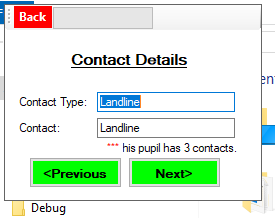 Back
Contact Details
Contact Type: Landline
Contact: Landline
*** his pupil has 3 contacts.
<Previous Next>
Debug